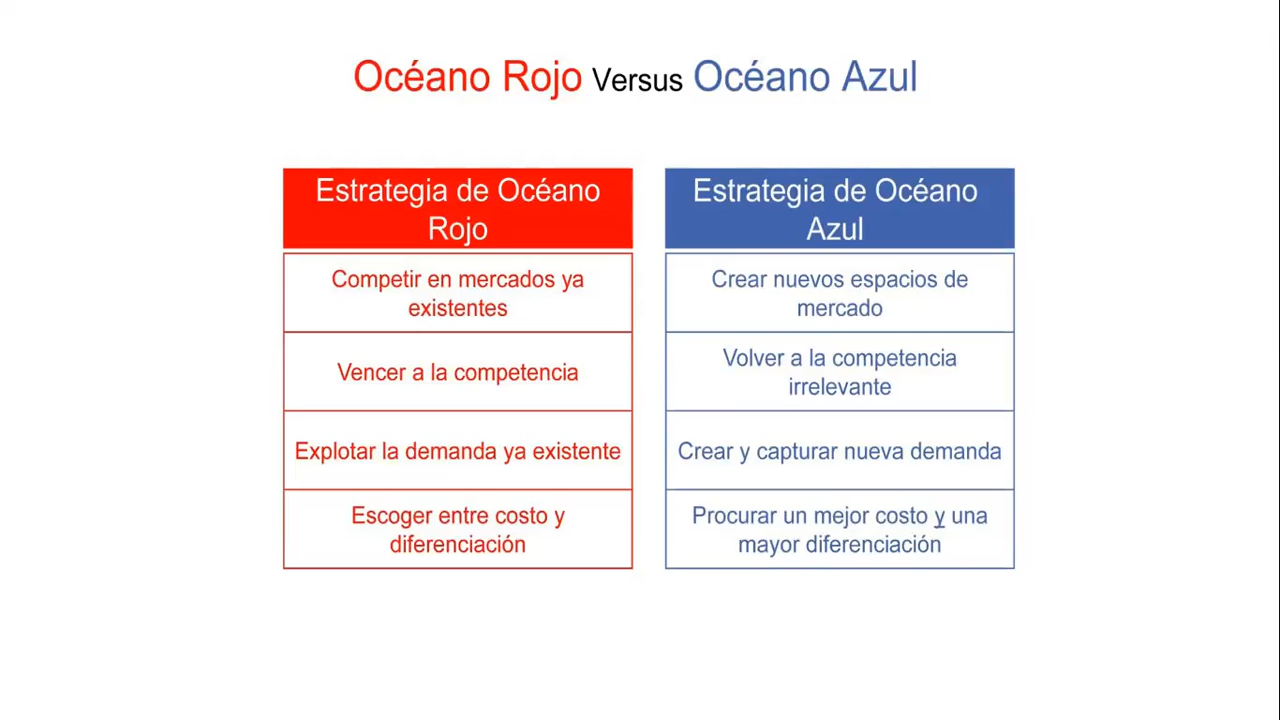 Océano Rojo Versus Océano Azul
Estrategia de Océano
Rojo
Competir en mercados ya
existentes
Vencer a la competencia
Explotar la demanda ya existente
Escoger entre costo y
diferenciación
Estrategia de Océano
Azul
Crear nuevos espacios de
mercado
Volver a la competencia
irrelevante
Crear y capturar nueva demanda
Procurar un mejor costo y una
mayor diferenciación